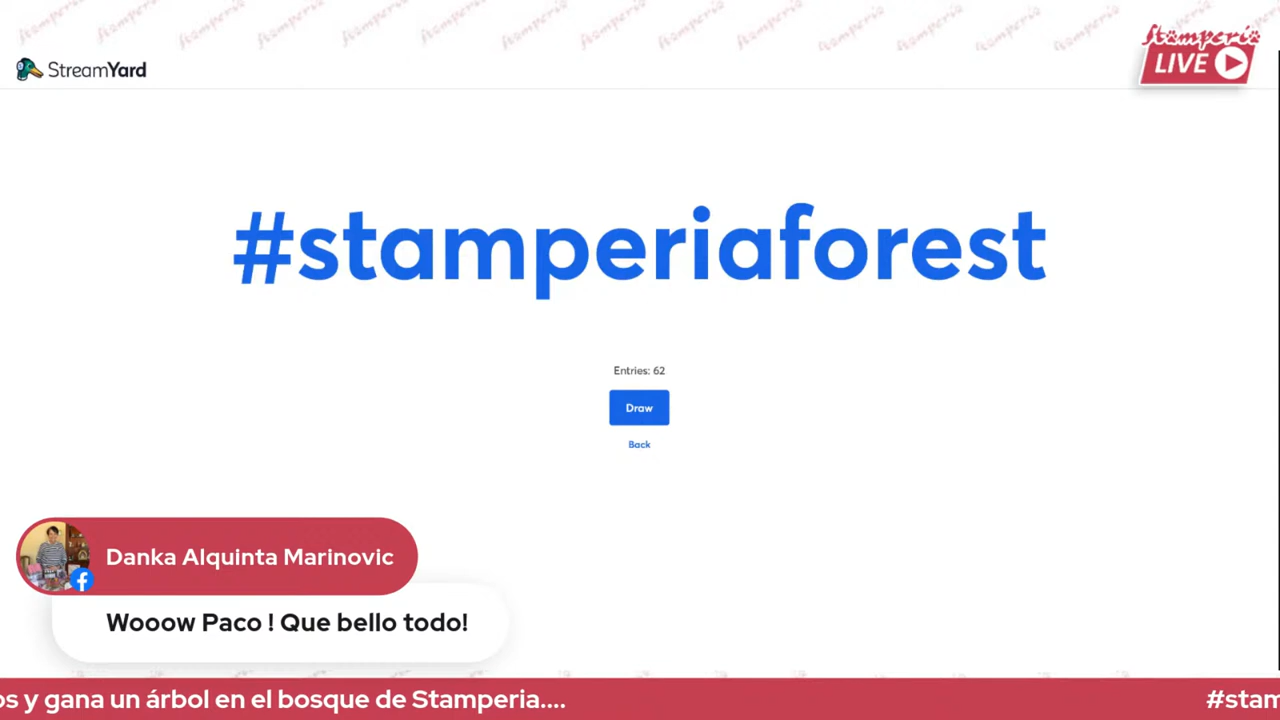 StreamYard
Stamperia
LIVE
#stamperiaforest
Entries: 62
Draw
Back
Danka Alquinta Marinovic
Wooow Paco ! Que bello todo!
os y gana un árbol en el bosque de Stamperia.... #stam